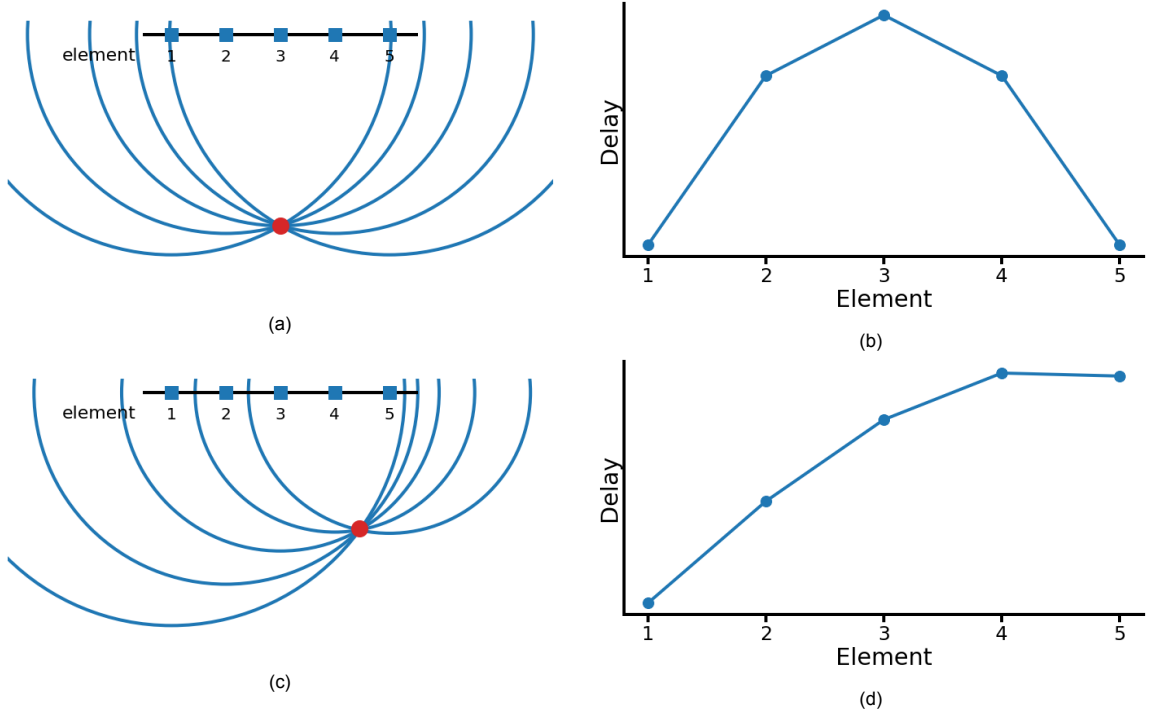 element 1 2 3 4 5
(a)
Delay
1 2 3 4 5
Element
(b)
element 1 2 3 4 5
(c)
Delay
1 2 3 4 5
Element
(d)